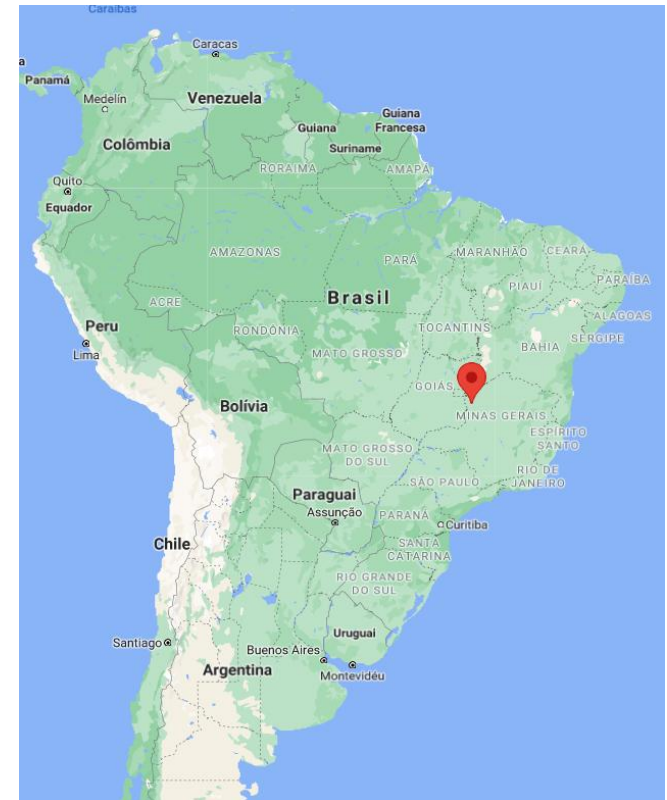 Caraíbas
Caracas
a
Panamá
Medelín
Venezuela
Guiana
Guiana
Francesa
Suriname
Colômbia
RORAIMA
AMAPÁ
Quito
Equador
AMAZONAS
PARÁ
MARANHÃO
CEARÁ
PIAUÍ
PARAÍBA
Brasil
ACRE
ALAGOAS
Peru
RONDÔNIA
TOCANTINS
SERGIPE
Lima
MATO GROSSO
BAHIA
GOIÁS
Bolívia
MINAS GERAIS
ESPÍRITO
SANTO
MATO GROSSO
DO SUL
RIO DE
JANEIRO
SÃO PAULO
Paraguai
Assunção
PARANÁ
Curitiba
Chile
SANTA
CATARINA
RIO GRANDE
DO SUL
Santiago
Uruguai
Buenos Aires
Argentina
Montevidéu